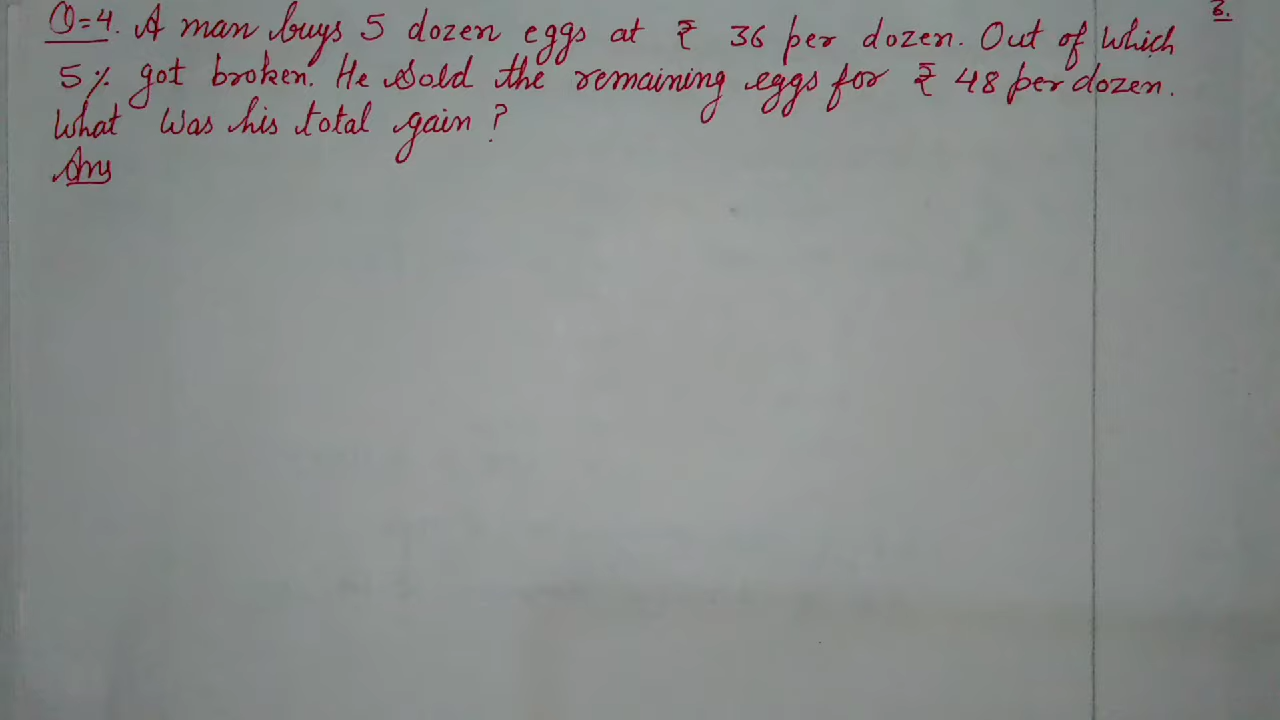 3.
Q=4. A man buys 5 dozen eggs at ₹ 36 per dozen. Out of which
5% got broken. He sold the remaining eggs for ₹ 48 per dozen.
What was his total gain?
Ans